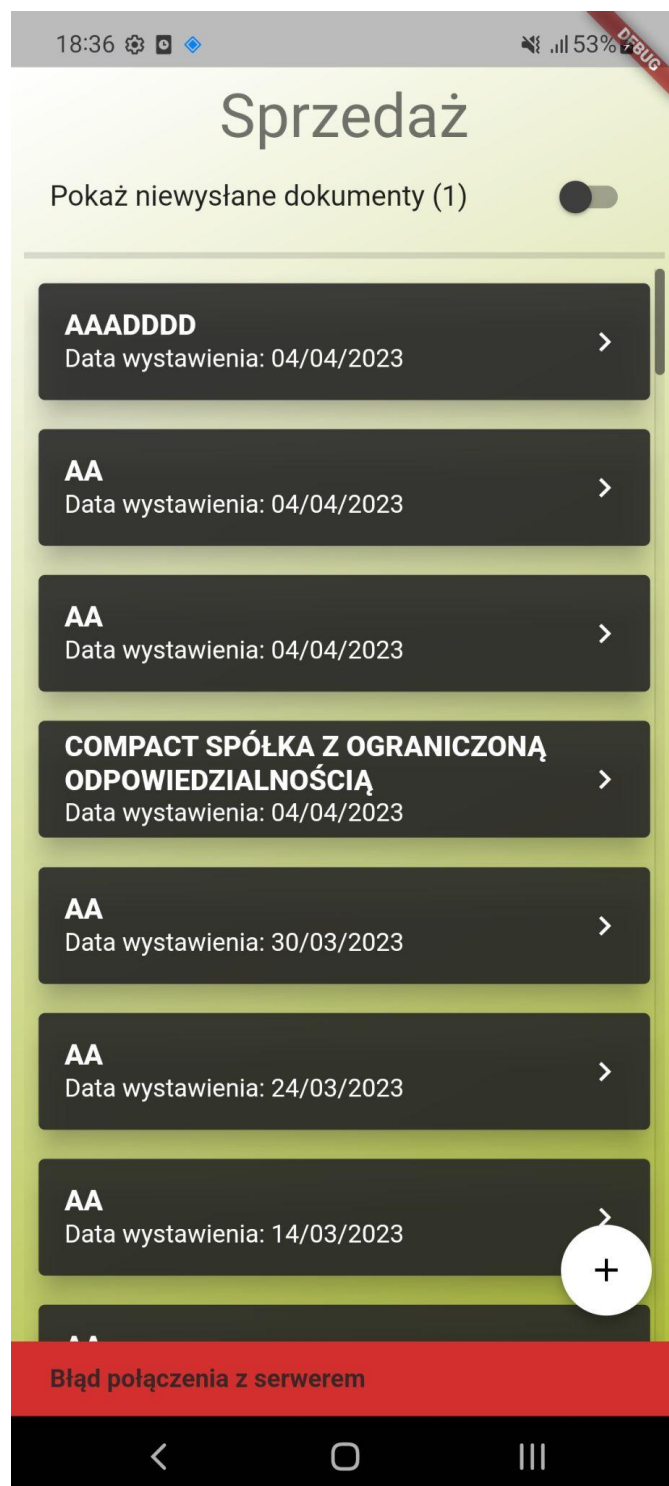 18:36
53%
DEBUG
Sprzedaż
Pokaż niewysłane dokumenty (1)
AAADDDD
Data wystawienia: 04/04/2023
AA
Data wystawienia: 04/04/2023
AA
Data wystawienia: 04/04/2023
COMPACT SPÓŁKA Z OGRANICZONĄ
ODPOWIEDZIALNOŚCIĄ
Data wystawienia: 04/04/2023
AA
Data wystawienia: 30/03/2023
AA
Data wystawienia: 24/03/2023
AA
Data wystawienia: 14/03/2023
+
Błąd połączenia z serwerem